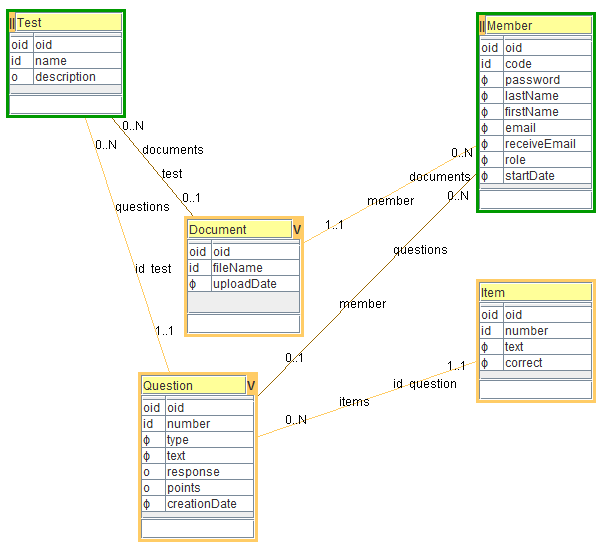 Test
oid oid
id name
o description
0..N
0..N
documents
test
0..1
questions
id test
1..1
Member
oid oid
id code
ϕ password
ϕ lastName
ϕ firstName
ϕ email
ϕ receiveEmail
ϕ role
ϕ startDate
0..N
documents
0..N
member
1..1
questions
member
0..1
Document V
oid oid
id fileName
ϕ uploadDate
Item
oid oid
id number
ϕ text
ϕ correct
1..1
id question
items
0..N
Question V
oid oid
id number
ϕ type
ϕ text
o response
o points
ϕ creationDate